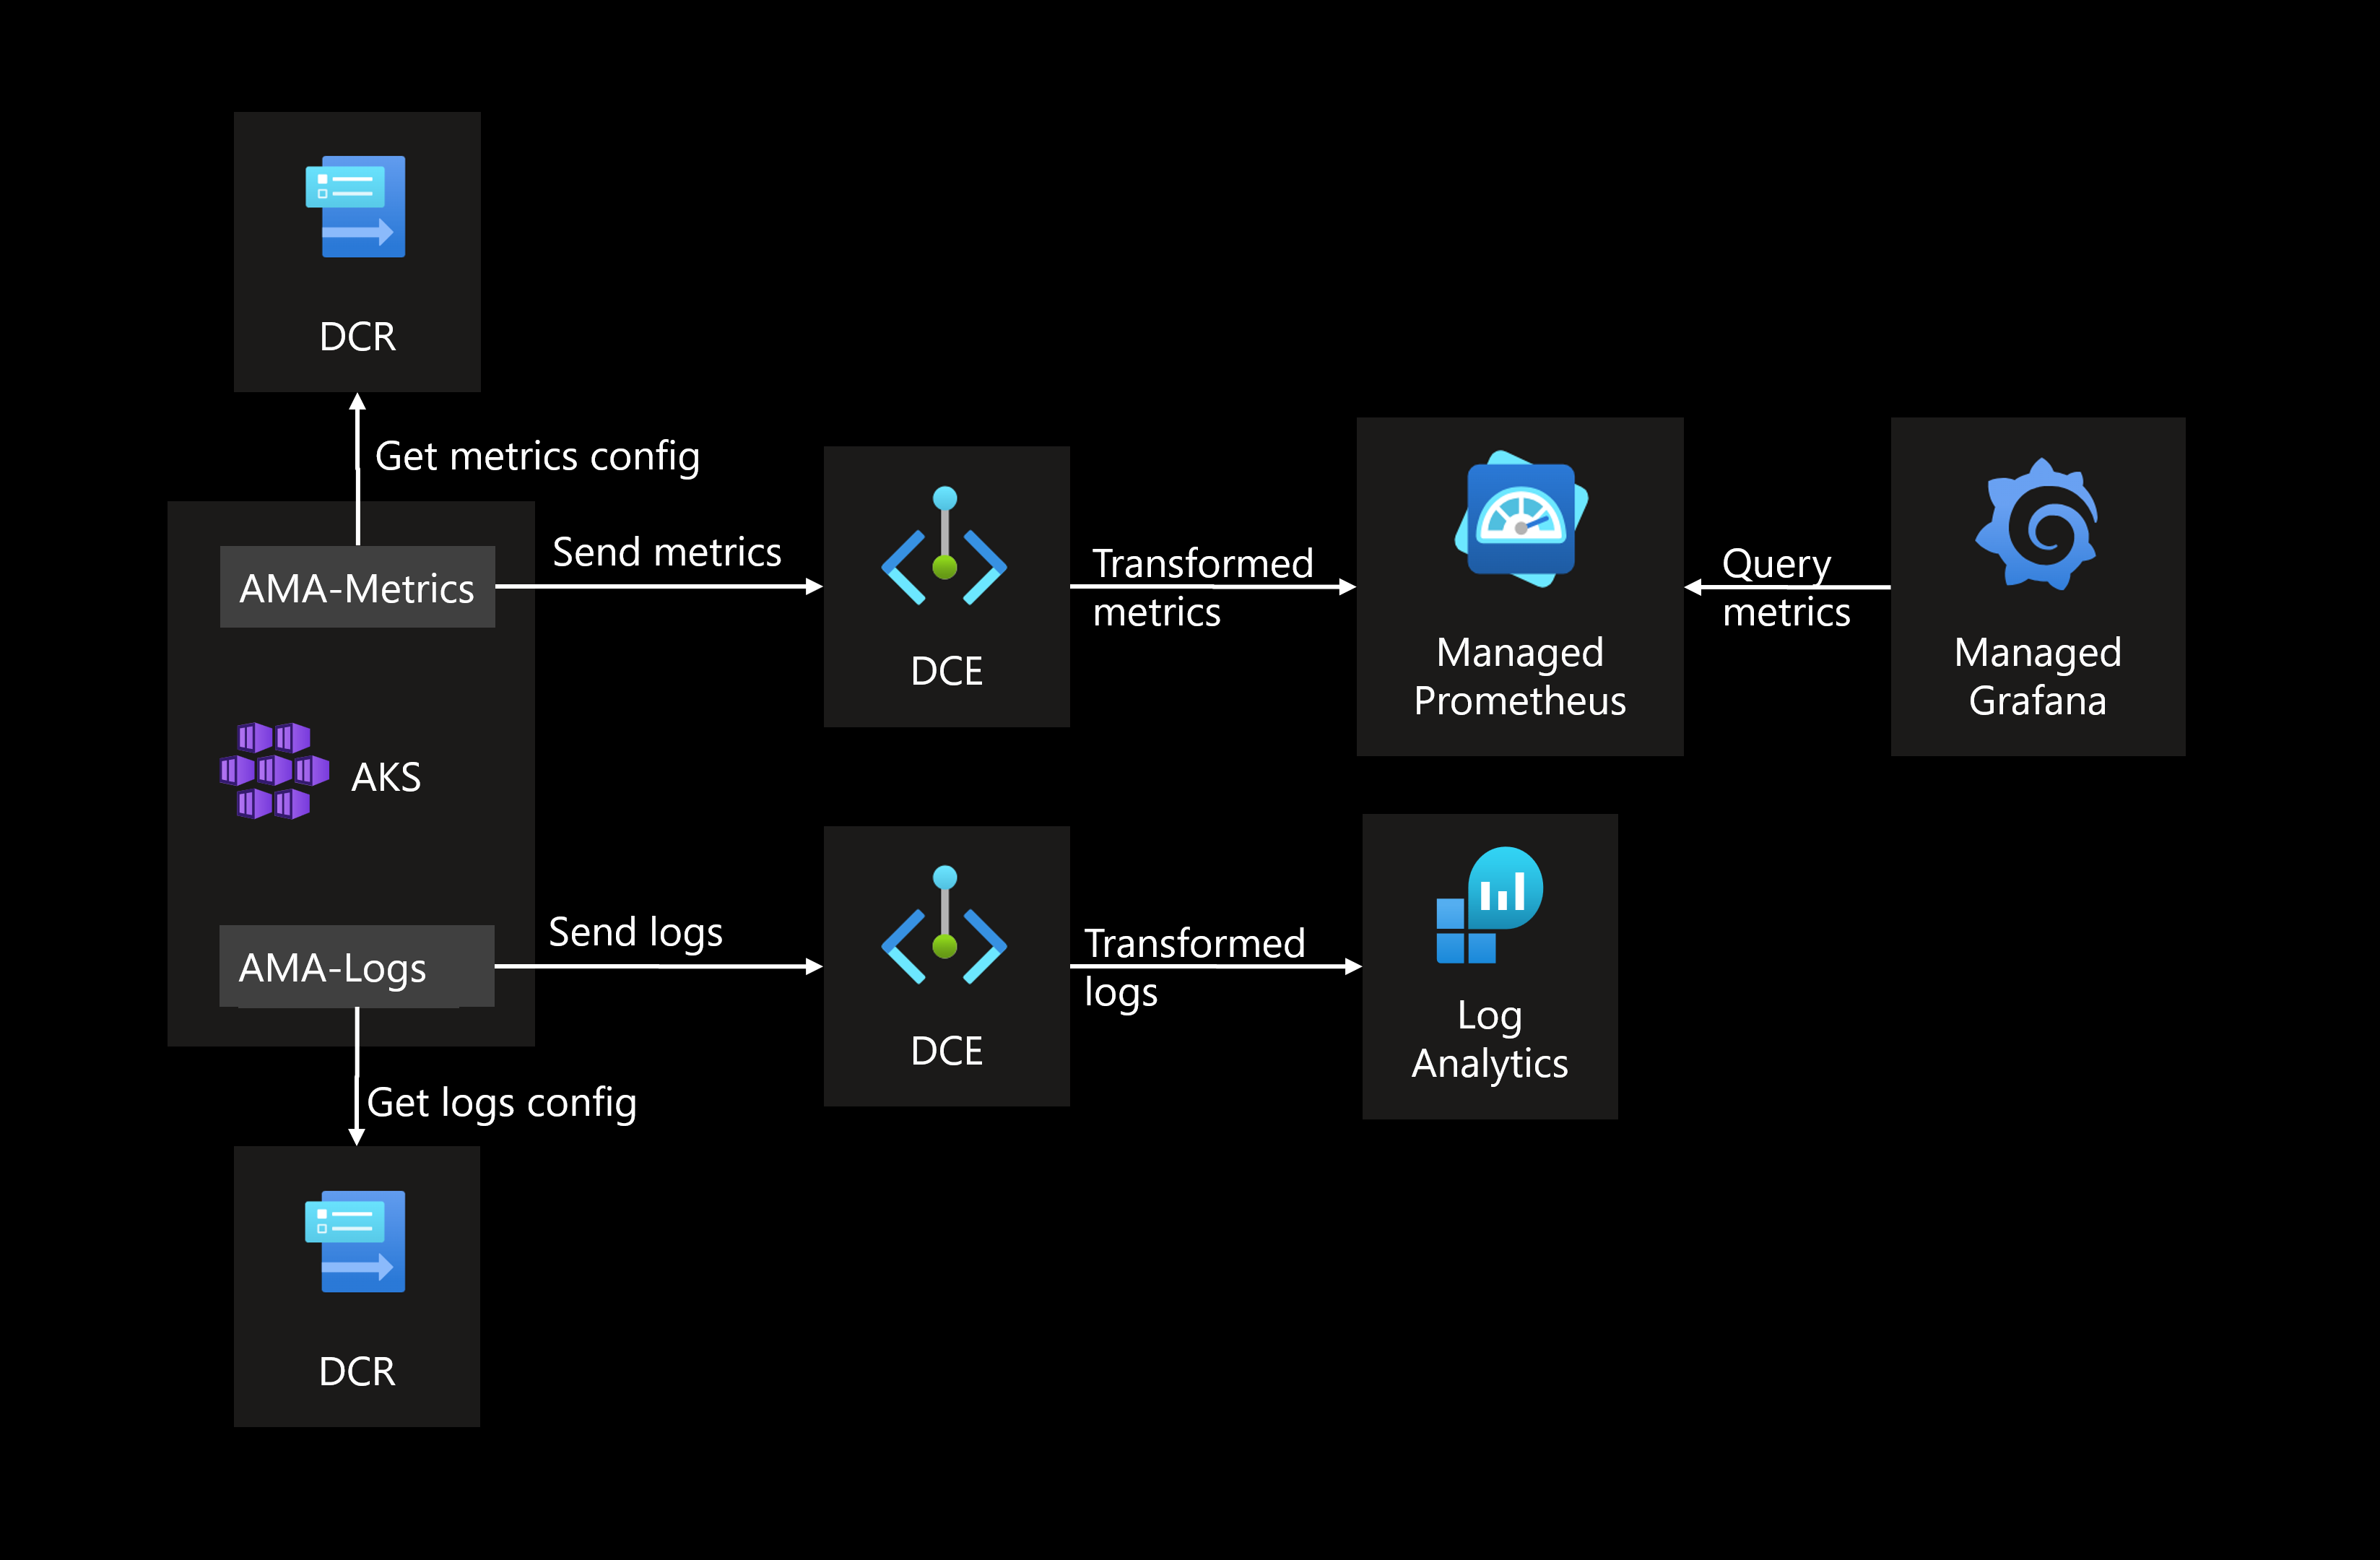 DCR
Get metrics config
AMA-Metrics
Send metrics
DCE
Transformed
metrics
Managed
Prometheus
Query
metrics
Managed
Grafana
AKS
AMA-Logs
Send logs
DCE
Transformed
logs
Log
Analytics
Get logs config
DCR